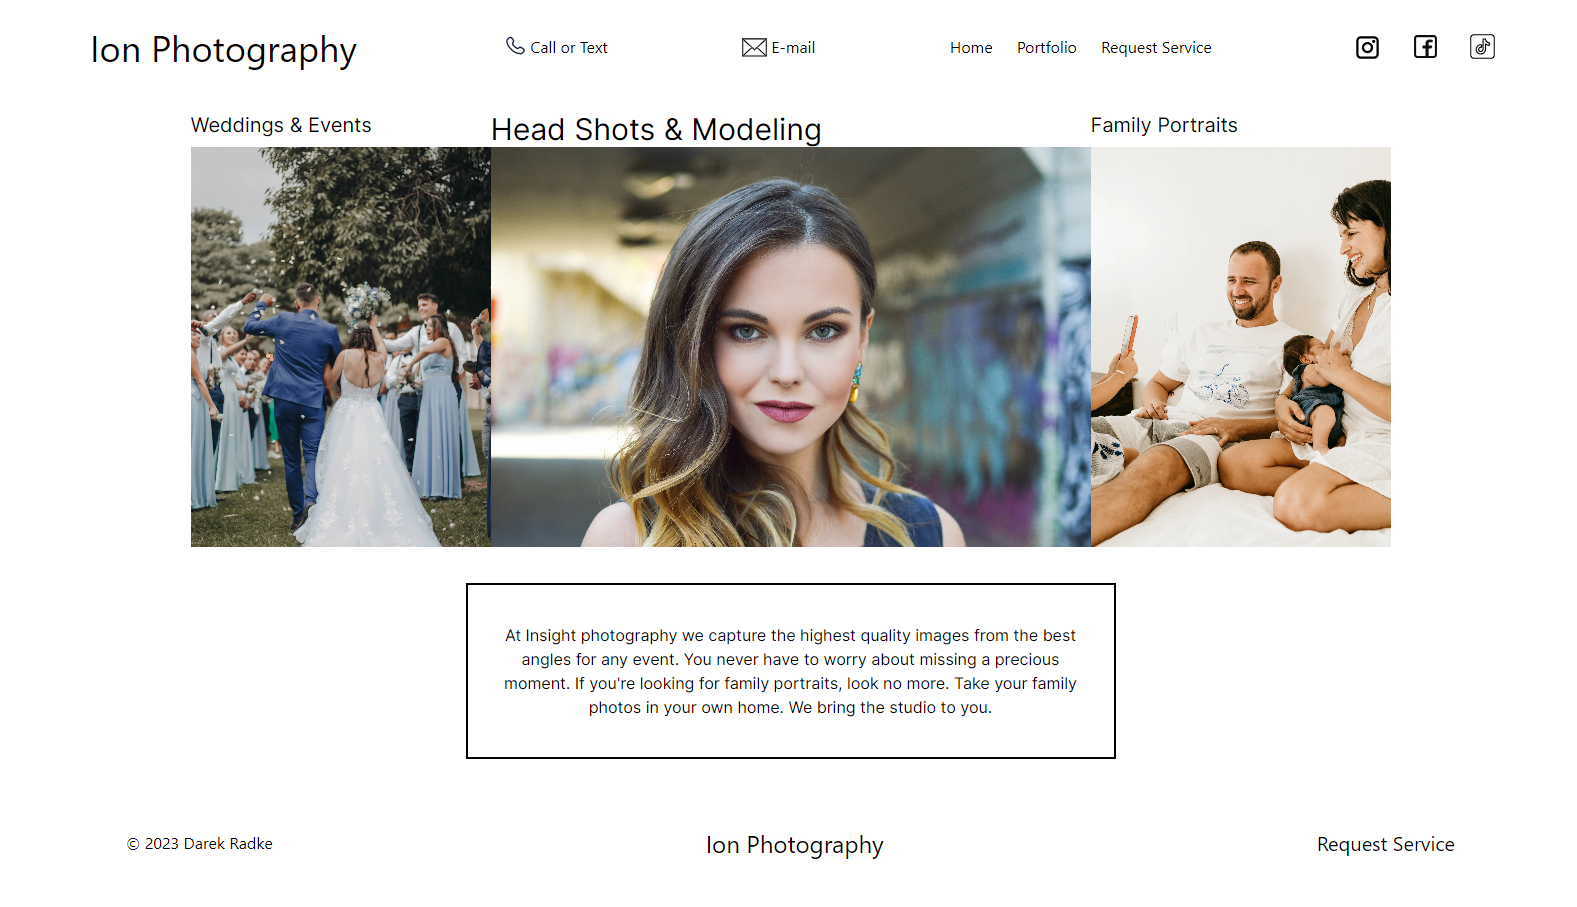 Ion Photography
Call or Text
E-mail
Home
Portfolio
Request Service
Weddings & Events
Head Shots & Modeling
Family Portraits
At Insight photography we capture the highest quality images from the best
angles for any event. You never have to worry about missing a precious
moment. If you're looking for family portraits, look no more. Take your family
photos in your own home. We bring the studio to you.
© 2023 Darek Radke
Ion Photography
Request Service